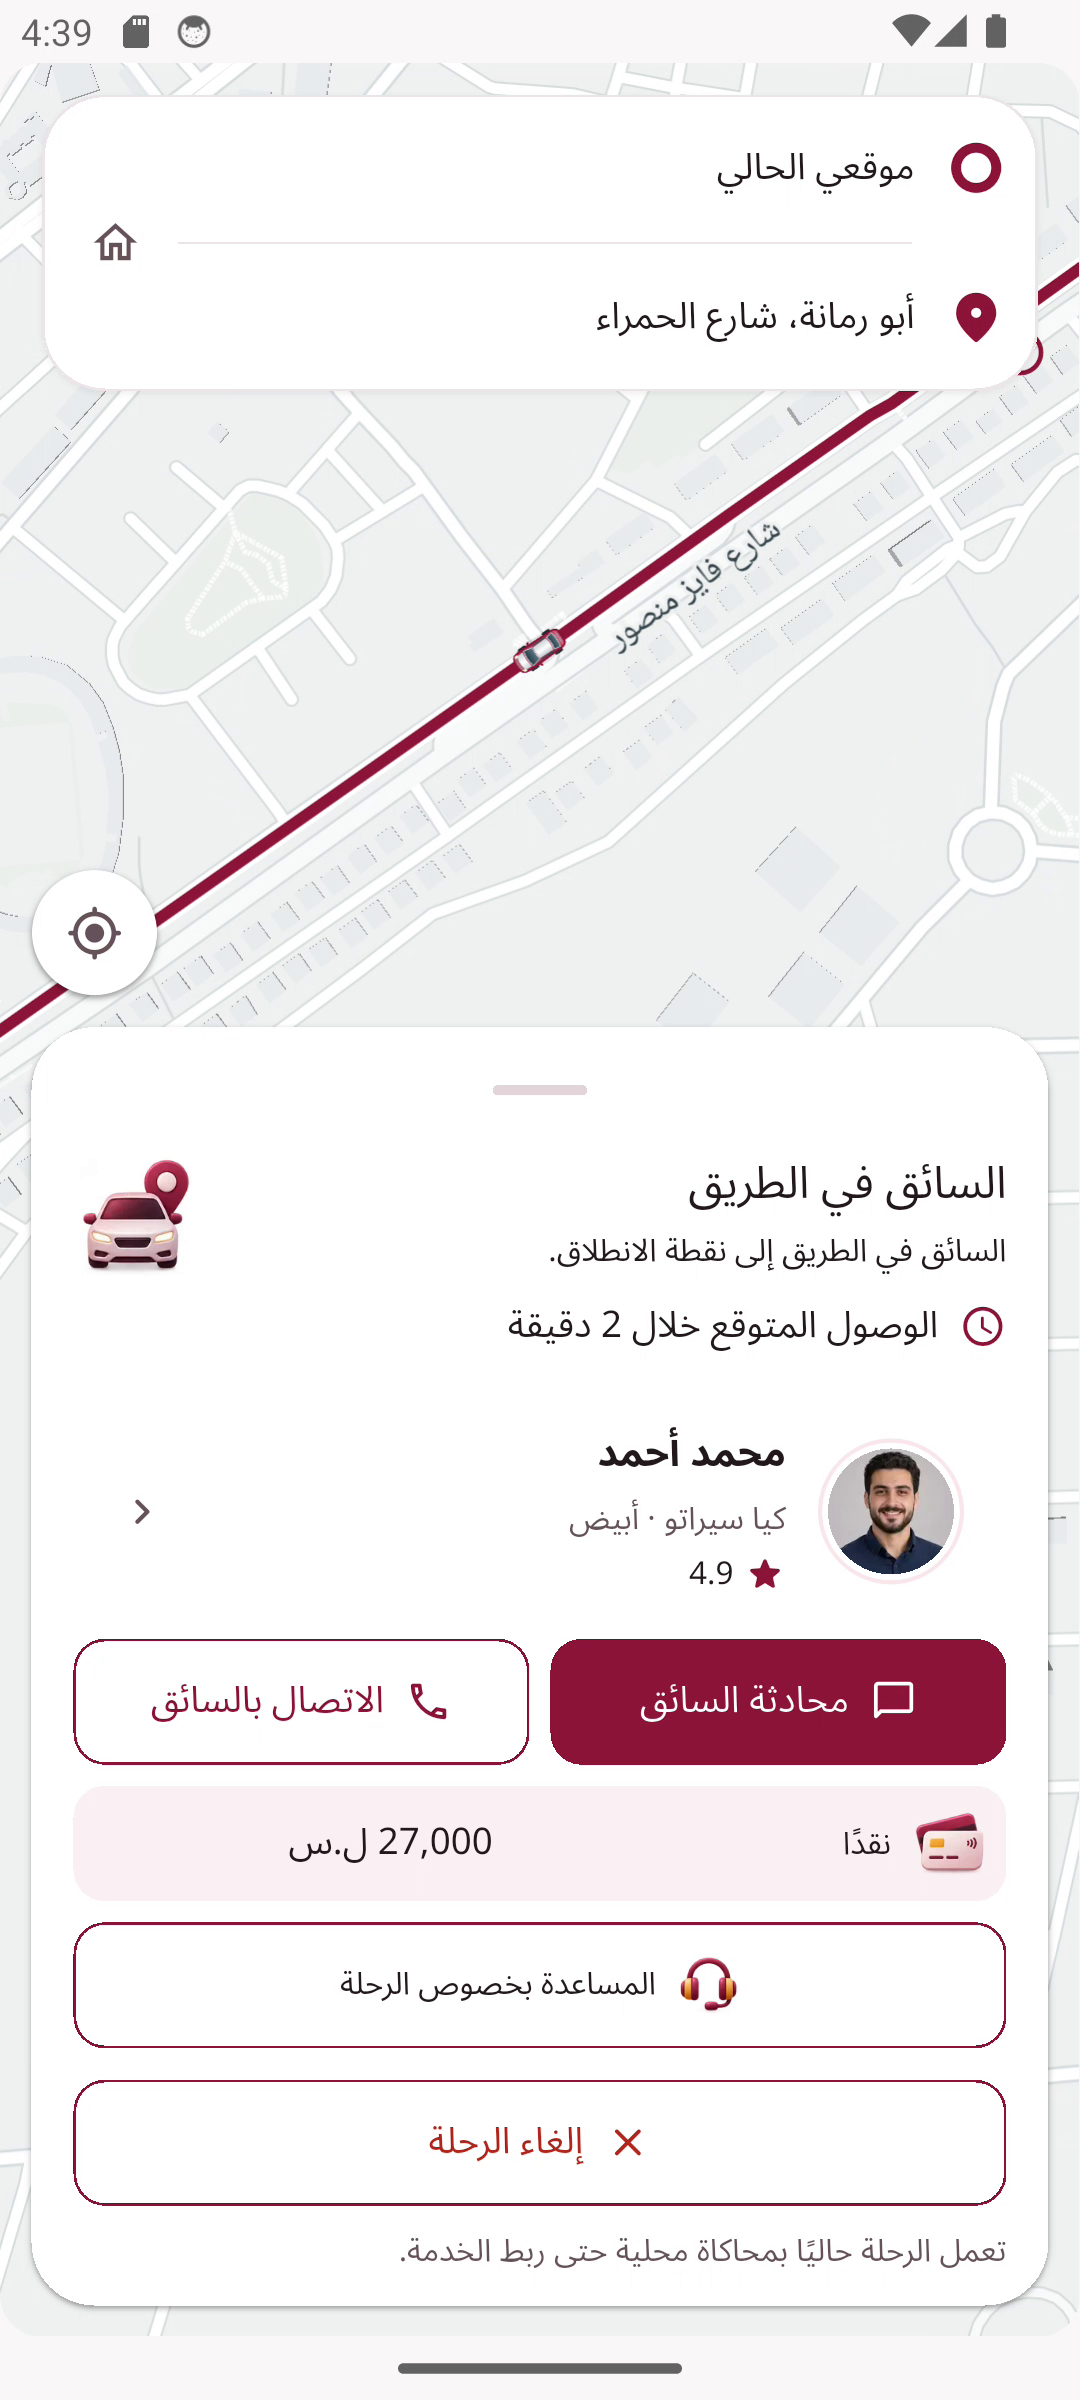 4:39
موقعي الحالي
أبو رمانة، شارع الحمراء
شارع فايز منصور
السائق في الطريق
السائق في الطريق إلى نقطة الانطلاق.
الوصول المتوقع خلال 2 دقيقة
محمد أحمد
كيا سيراتو · أبيض
4.9
محادثة السائق
الاتصال بالسائق
نقدًا
27,000 ل.س
المساعدة بخصوص الرحلة
إلغاء الرحلة
تعمل الرحلة حاليًا بمحاكاة محلية حتى ربط الخدمة.